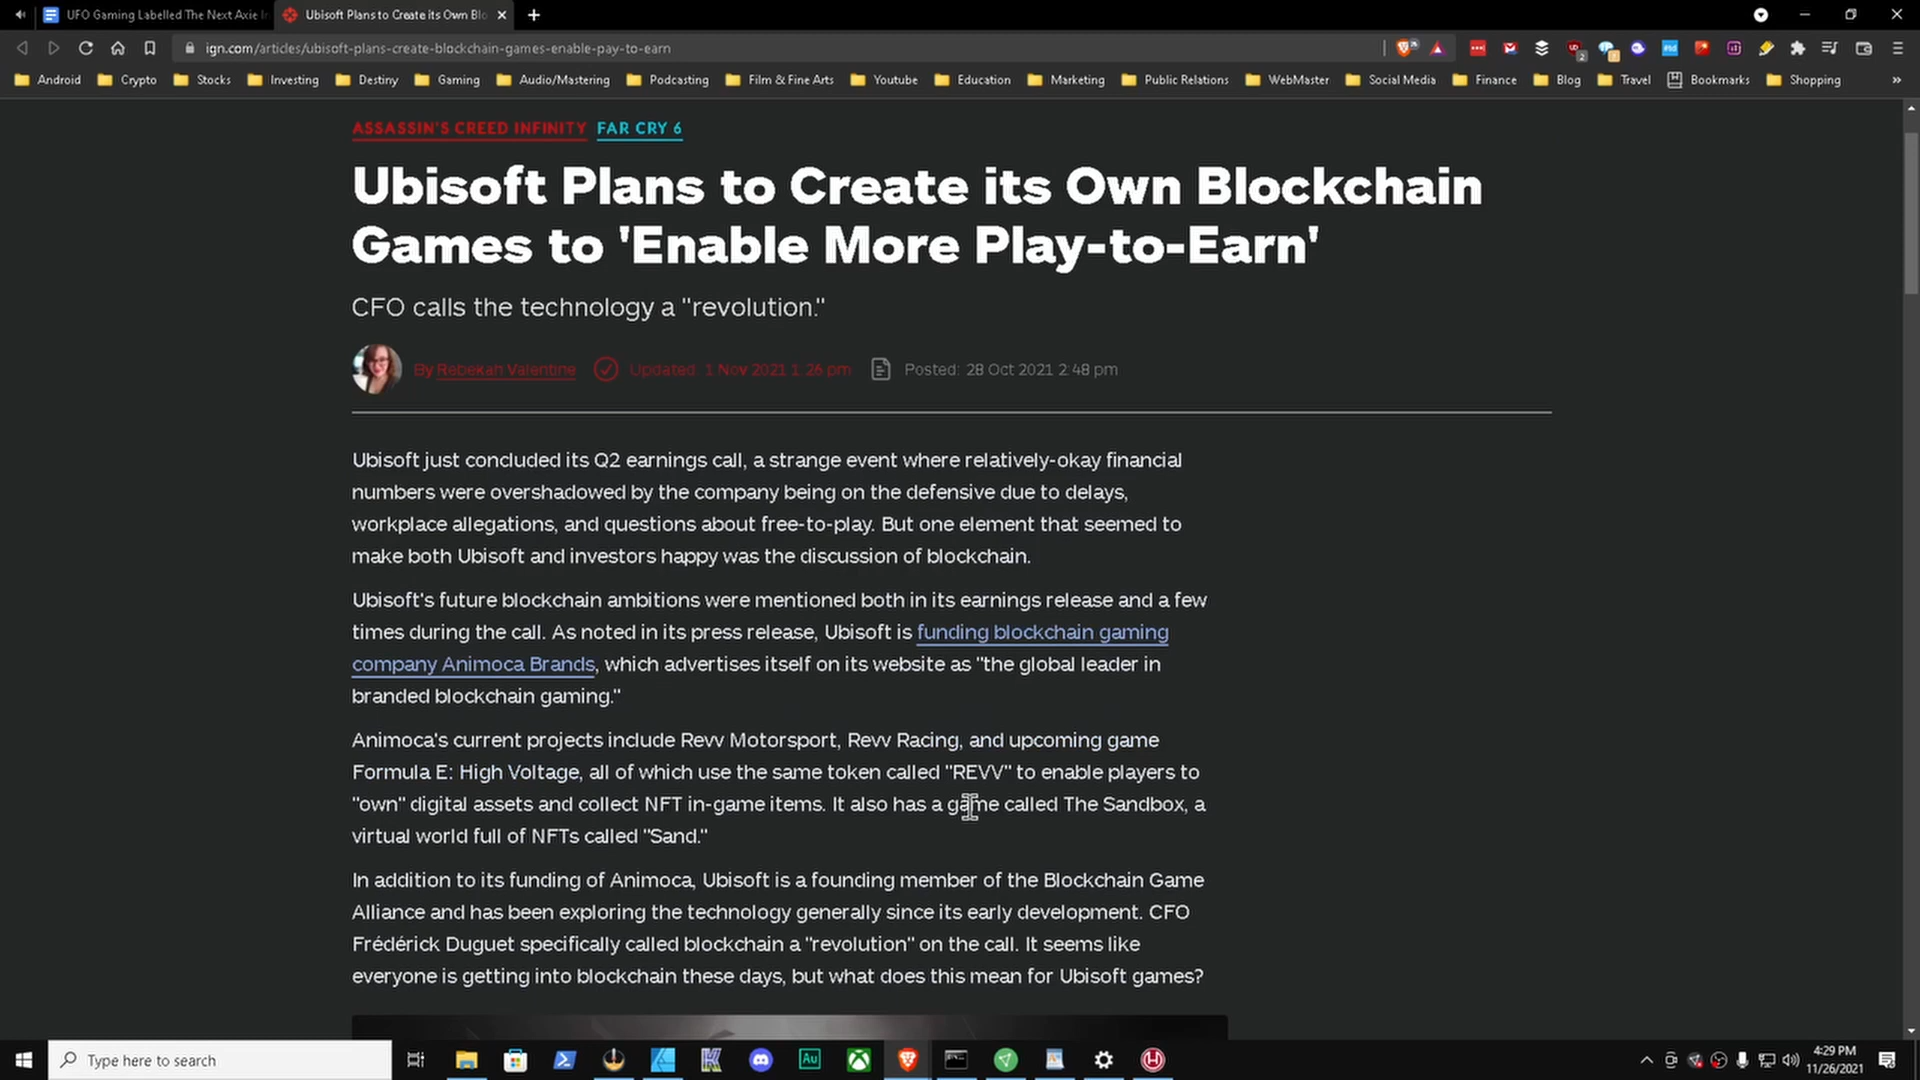 UFO Gaming Labelled The Next Axie In
Ubisoft Plans to Create its Own Blo
ign.com/articles/ubisoft-plans-create-blockchain-games-enable-pay-to-earn
Android Crypto Stocks Investing Destiny Gaming Audio/Mastering Podcasting Film & Fine Arts Youtube Education Marketing Public Relations WebMaster Social Media Finance Blog Travel Bookmarks Shopping »
ASSASSIN'S CREED INFINITY FAR CRY 6
Ubisoft Plans to Create its Own Blockchain
Games to 'Enable More Play-to-Earn'
CFO calls the technology a "revolution."
By Rebekah Valentine Updated: 1 Nov 2021 1:26 pm Posted: 28 Oct 2021 2:48 pm
Ubisoft just concluded its Q2 earnings call, a strange event where relatively-okay financial
numbers were overshadowed by the company being on the defensive due to delays,
workplace allegations, and questions about free-to-play. But one element that seemed to
make both Ubisoft and investors happy was the discussion of blockchain.
Ubisoft's future blockchain ambitions were mentioned both in its earnings release and a few
times during the call. As noted in its press release, Ubisoft is funding blockchain gaming
company Animoca Brands, which advertises itself on its website as "the global leader in
branded blockchain gaming."
Animoca's current projects include Revv Motorsport, Revv Racing, and upcoming game
Formula E: High Voltage, all of which use the same token called "REVV" to enable players to
"own" digital assets and collect NFT in-game items. It also has a game called The Sandbox, a
virtual world full of NFTs called "Sand."
In addition to its funding of Animoca, Ubisoft is a founding member of the Blockchain Game
Alliance and has been exploring the technology generally since its early development. CFO
Frédérick Duguet specifically called blockchain a "revolution" on the call. It seems like
everyone is getting into blockchain these days, but what does this mean for Ubisoft games?
Type here to search
Au
4:29 PM
11/26/2021